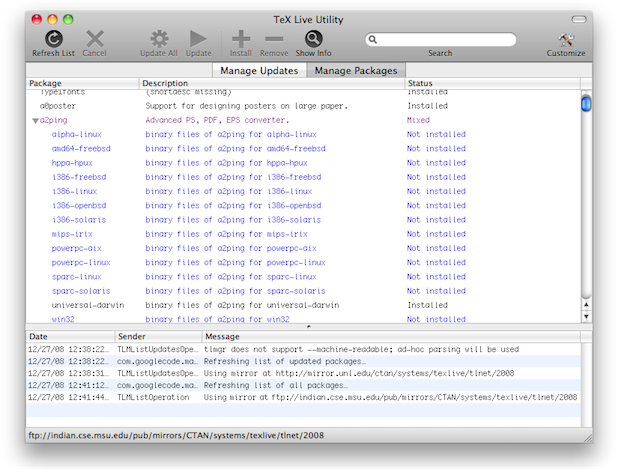 TeX Live Utility
Refresh List Cancel Update All Update Install Remove Show Info Search Customize
Manage Updates Manage Packages
Package Description Status
Type1fonts (shortdesc missing) Installed
a0poster Support for designing posters on large paper. Installed
a2ping Advanced PS, PDF, EPS converter. Mixed
alpha-linux binary files of a2ping for alpha-linux Not installed
amd64-freebsd binary files of a2ping for amd64-freebsd Not installed
hppa-hpux binary files of a2ping for hppa-hpux Not installed
i386-freebsd binary files of a2ping for i386-freebsd Not installed
i386-linux binary files of a2ping for i386-linux Not installed
i386-openbsd binary files of a2ping for i386-openbsd Not installed
i386-solaris binary files of a2ping for i386-solaris Not installed
mips-irix binary files of a2ping for mips-irix Not installed
powerpc-aix binary files of a2ping for powerpc-aix Not installed
powerpc-linux binary files of a2ping for powerpc-linux Not installed
sparc-linux binary files of a2ping for sparc-linux Not installed
sparc-solaris binary files of a2ping for sparc-solaris Not installed
universal-darwin binary files of a2ping for universal-darwin Installed
win32 binary files of a2ping for win32 Not installed
Date Sender Message
12/27/08 12:38:22… TLMListUpdatesOpe… tlmgr does not support --machine-readable; ad-hoc parsing will be used
12/27/08 12:38:22… com.googlecode.ma… Refreshing list of updated packages…
12/27/08 12:38:31… TLMListUpdatesOpe… Using mirror at http://mirror.unl.edu/ctan/systems/texlive/tlnet/2008
12/27/08 12:41:12… com.googlecode.ma… Refreshing list of all packages…
12/27/08 12:41:44… TLMListOperation Using mirror at ftp://indian.cse.msu.edu/pub/mirrors/CTAN/systems/texlive/tlnet/2008
ftp://indian.cse.msu.edu/pub/mirrors/CTAN/systems/texlive/tlnet/2008